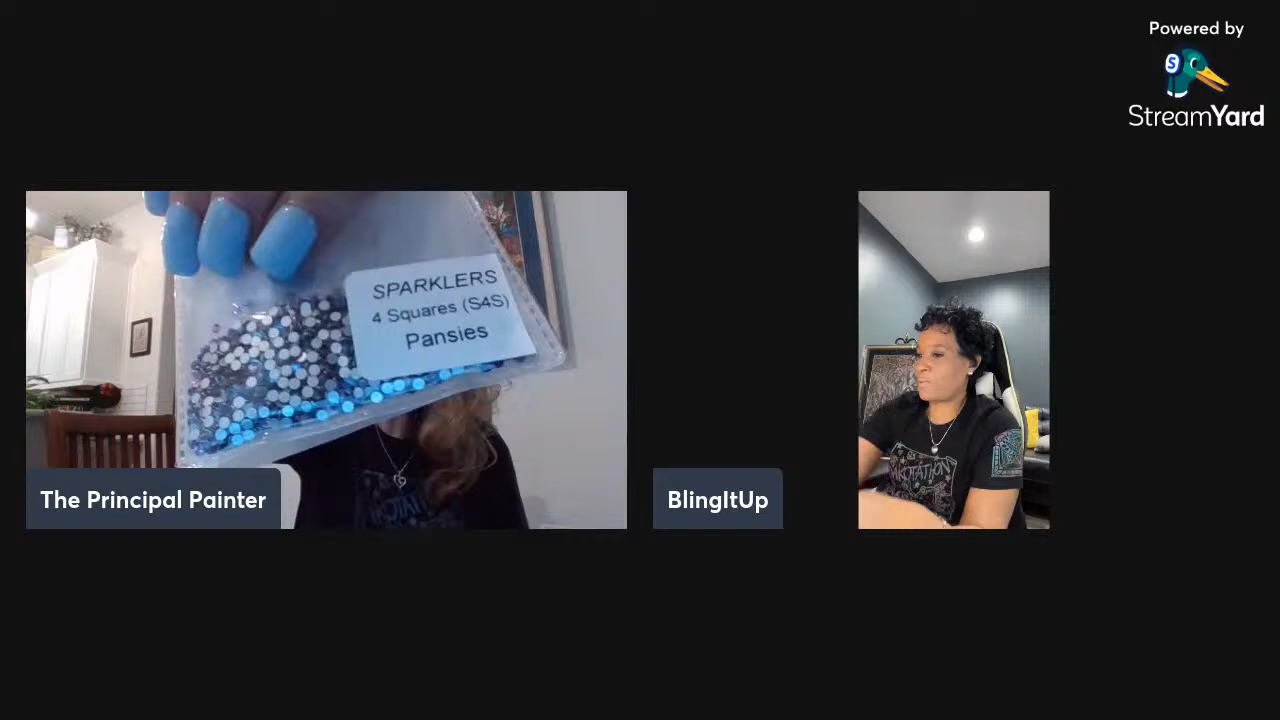 Powered by
StreamYard
SPARKLERS
4 Squares (S4S)
Pansies
The Principal Painter
BlingItUp